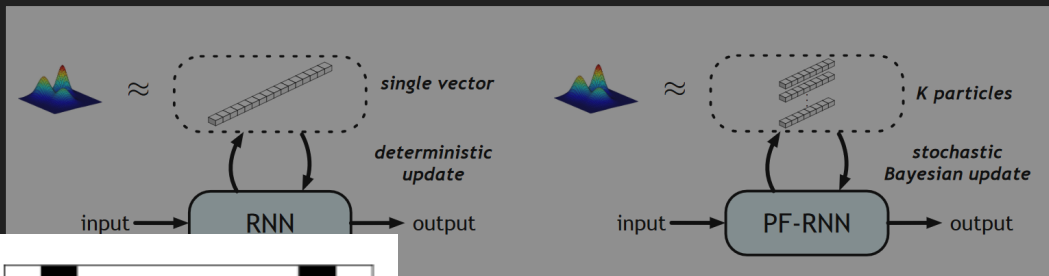 ≈
single vector
deterministic
update
input
RNN
output
≈
K particles
stochastic
Bayesian update
input
PF-RNN
output